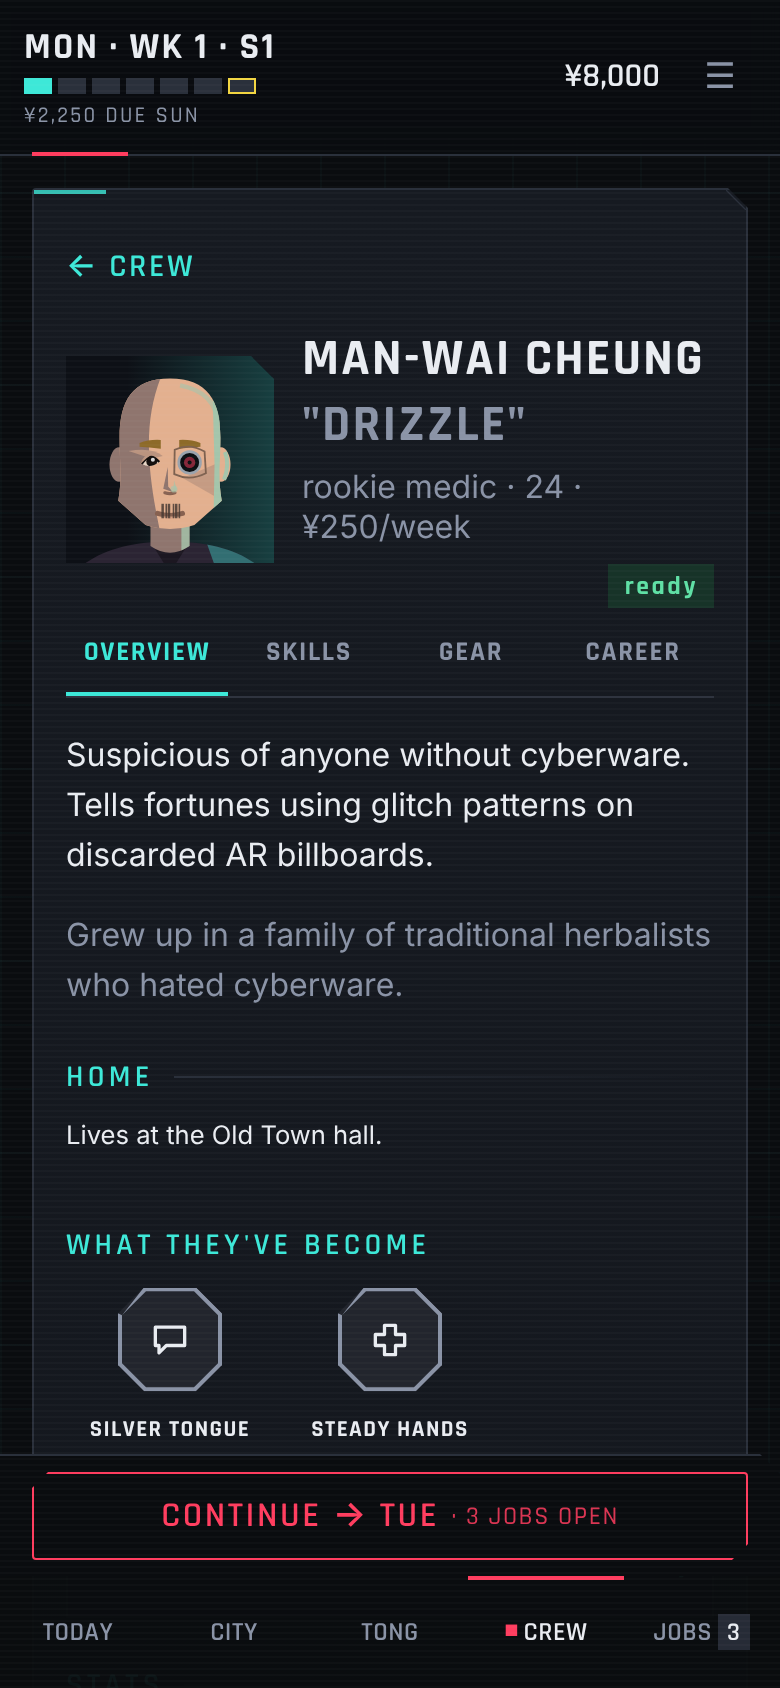 MON · WK 1 · S1
¥2,250 DUE SUN
¥8,000
← CREW
MAN-WAI CHEUNG
"DRIZZLE"
rookie medic · 24 ·
¥250/week
ready
OVERVIEW SKILLS GEAR CAREER
Suspicious of anyone without cyberware.
Tells fortunes using glitch patterns on
discarded AR billboards.
Grew up in a family of traditional herbalists
who hated cyberware.
HOME
Lives at the Old Town hall.
WHAT THEY'VE BECOME
SILVER TONGUE STEADY HANDS
CONTINUE → TUE · 3 JOBS OPEN
TODAY CITY TONG CREW JOBS 3
STATS